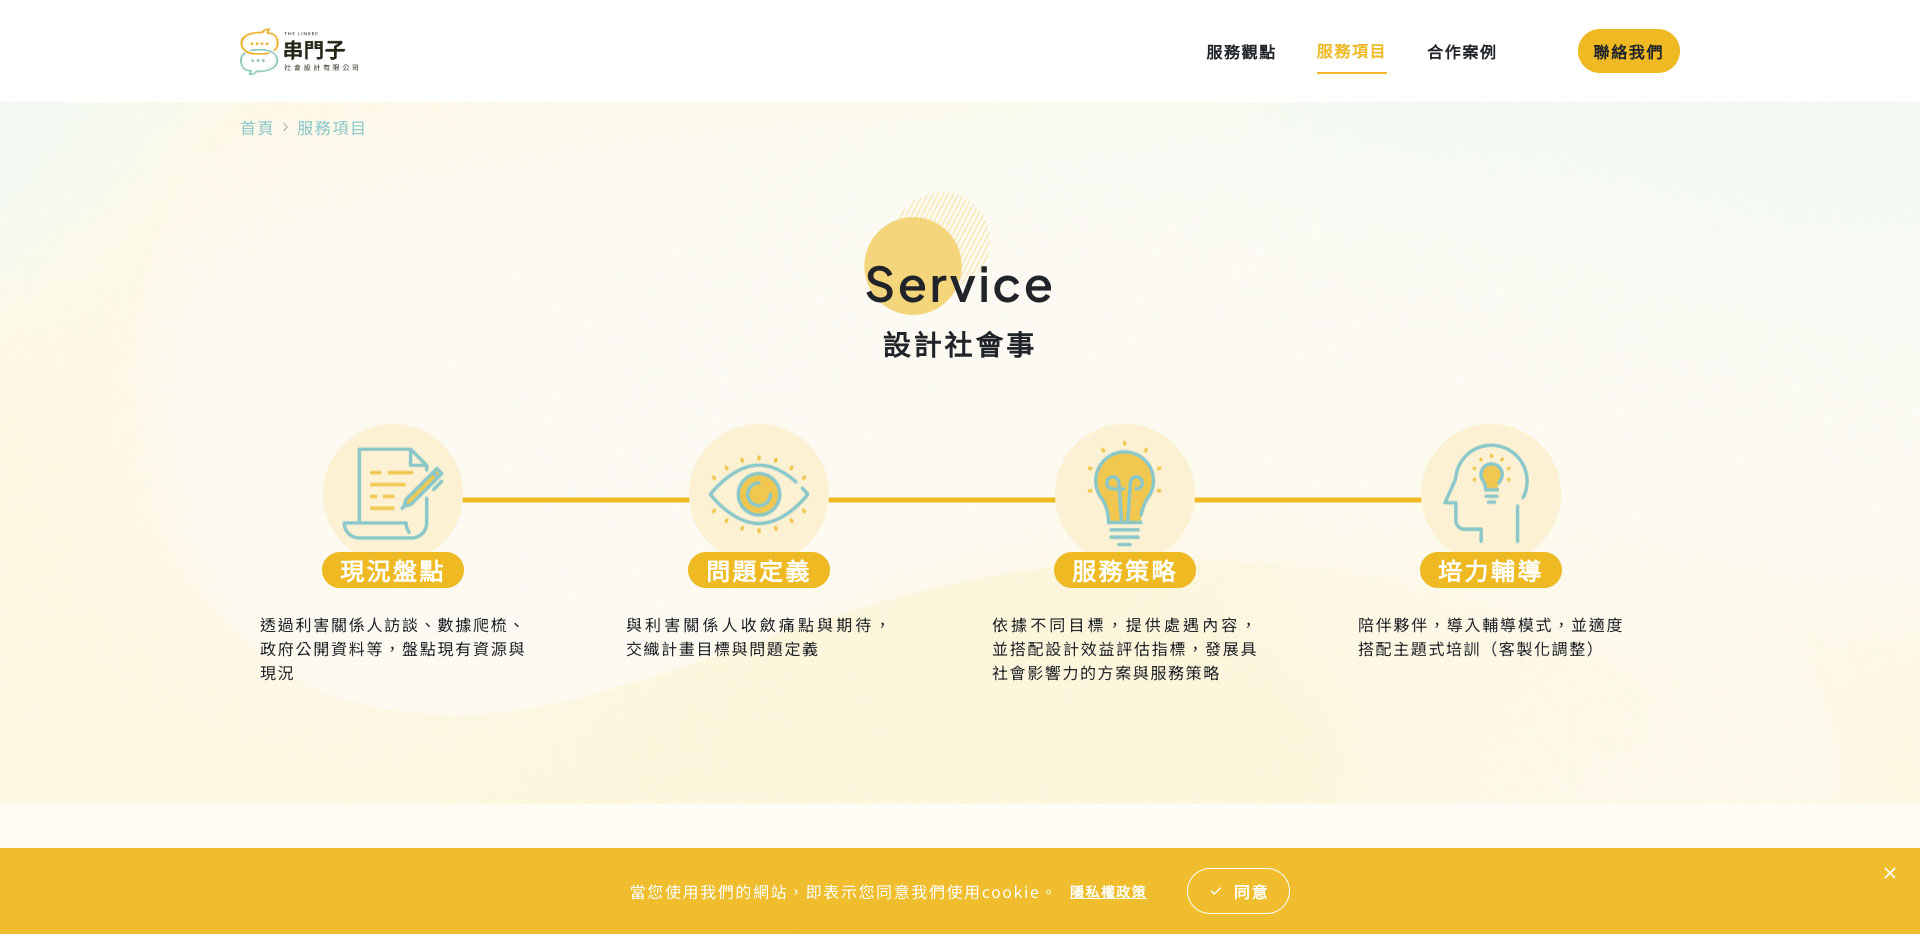 THE LINKER
串門子
社會設計有限公司
服務觀點
服務項目
合作案例
聯絡我們
首頁 > 服務項目
Service
設計社會事
現況盤點
透過利害關係人訪談、數據爬梳、
政府公開資料等，盤點現有資源與
現況
問題定義
與利害關係人收斂痛點與期待，
交織計畫目標與問題定義
服務策略
依據不同目標，提供處遇內容，
並搭配設計效益評估指標，發展具
社會影響力的方案與服務策略
培力輔導
陪伴夥伴，導入輔導模式，並適度
搭配主題式培訓（客製化調整）
當您使用我們的網站，即表示您同意我們使用cookie。 隱私權政策
同意